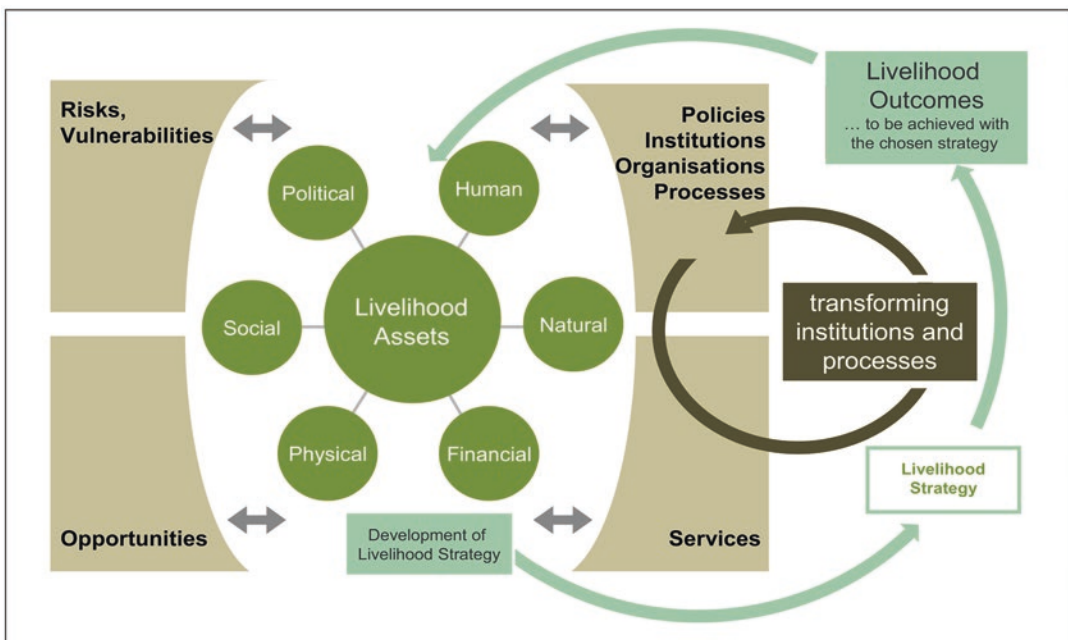 Risks,
Vulnerabilities
Political
Human
Policies
Institutions
Organisations
Processes
Livelihood
Outcomes
... to be achieved with
the chosen strategy
Social
Livelihood
Assets
Natural
transforming
institutions and
processes
Physical
Financial
Livelihood
Strategy
Opportunities
Development of
Livelihood Strategy
Services